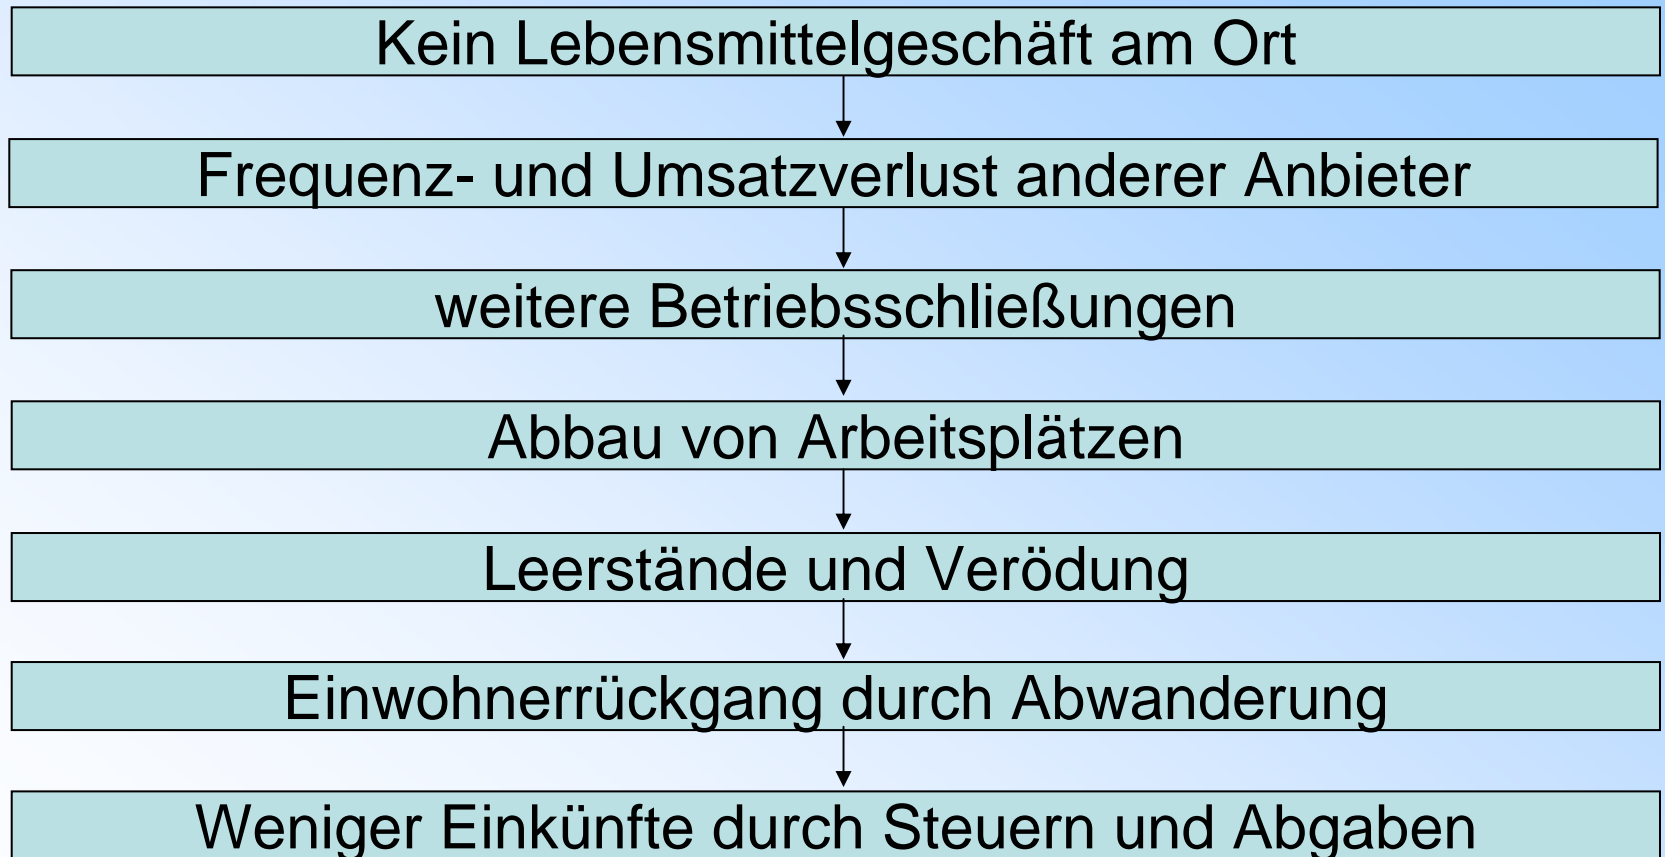 Kein Lebensmittelgeschäft am Ort
Frequenz- und Umsatzverlust anderer Anbieter
weitere Betriebsschließungen
Abbau von Arbeitsplätzen
Leerstände und Verödung
Einwohnerrückgang durch Abwanderung
Weniger Einkünfte durch Steuern und Abgaben